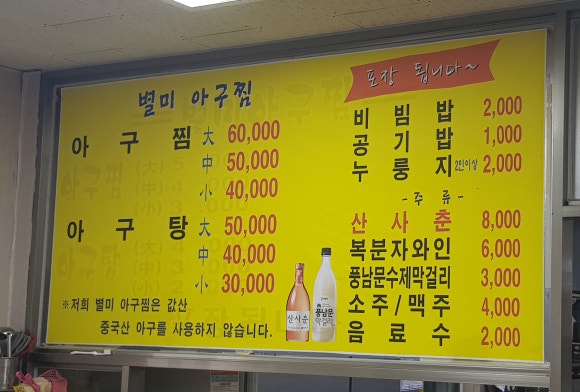 별미 아구찜
아구찜 大 60,000
中 50,000
小 40,000
아구탕 大 50,000
中 40,000
小 30,000
※저희 별미 아구찜은 값산
중국산 아구를 사용하지 않습니다.
포장 됩니다~
비빔밥 2,000
공기밥 1,000
누룽지 2인이상 2,000
- 주류 -
산사춘 8,000
복분자와인 6,000
풍남문수제막걸리 3,000
소주/맥주 4,000
음료수 2,000
산사춘
풍남문
막걸리